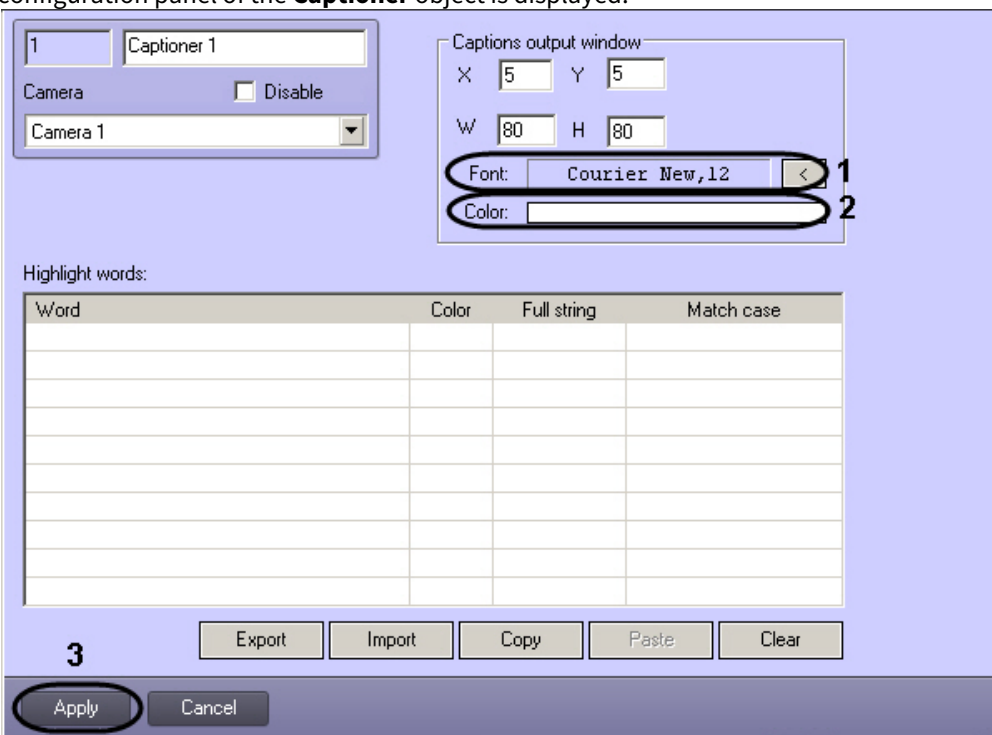 configuration panel of the Captioner object is displayed.
1 Captioner 1
Camera Disable
Camera 1
Captions output window
X 5 Y 5
W 80 H 80
Font: Courier New,12 < 1
Color: 2
Highlight words:
Word Color Full string Match case
Export Import Copy Paste Clear
3
Apply Cancel